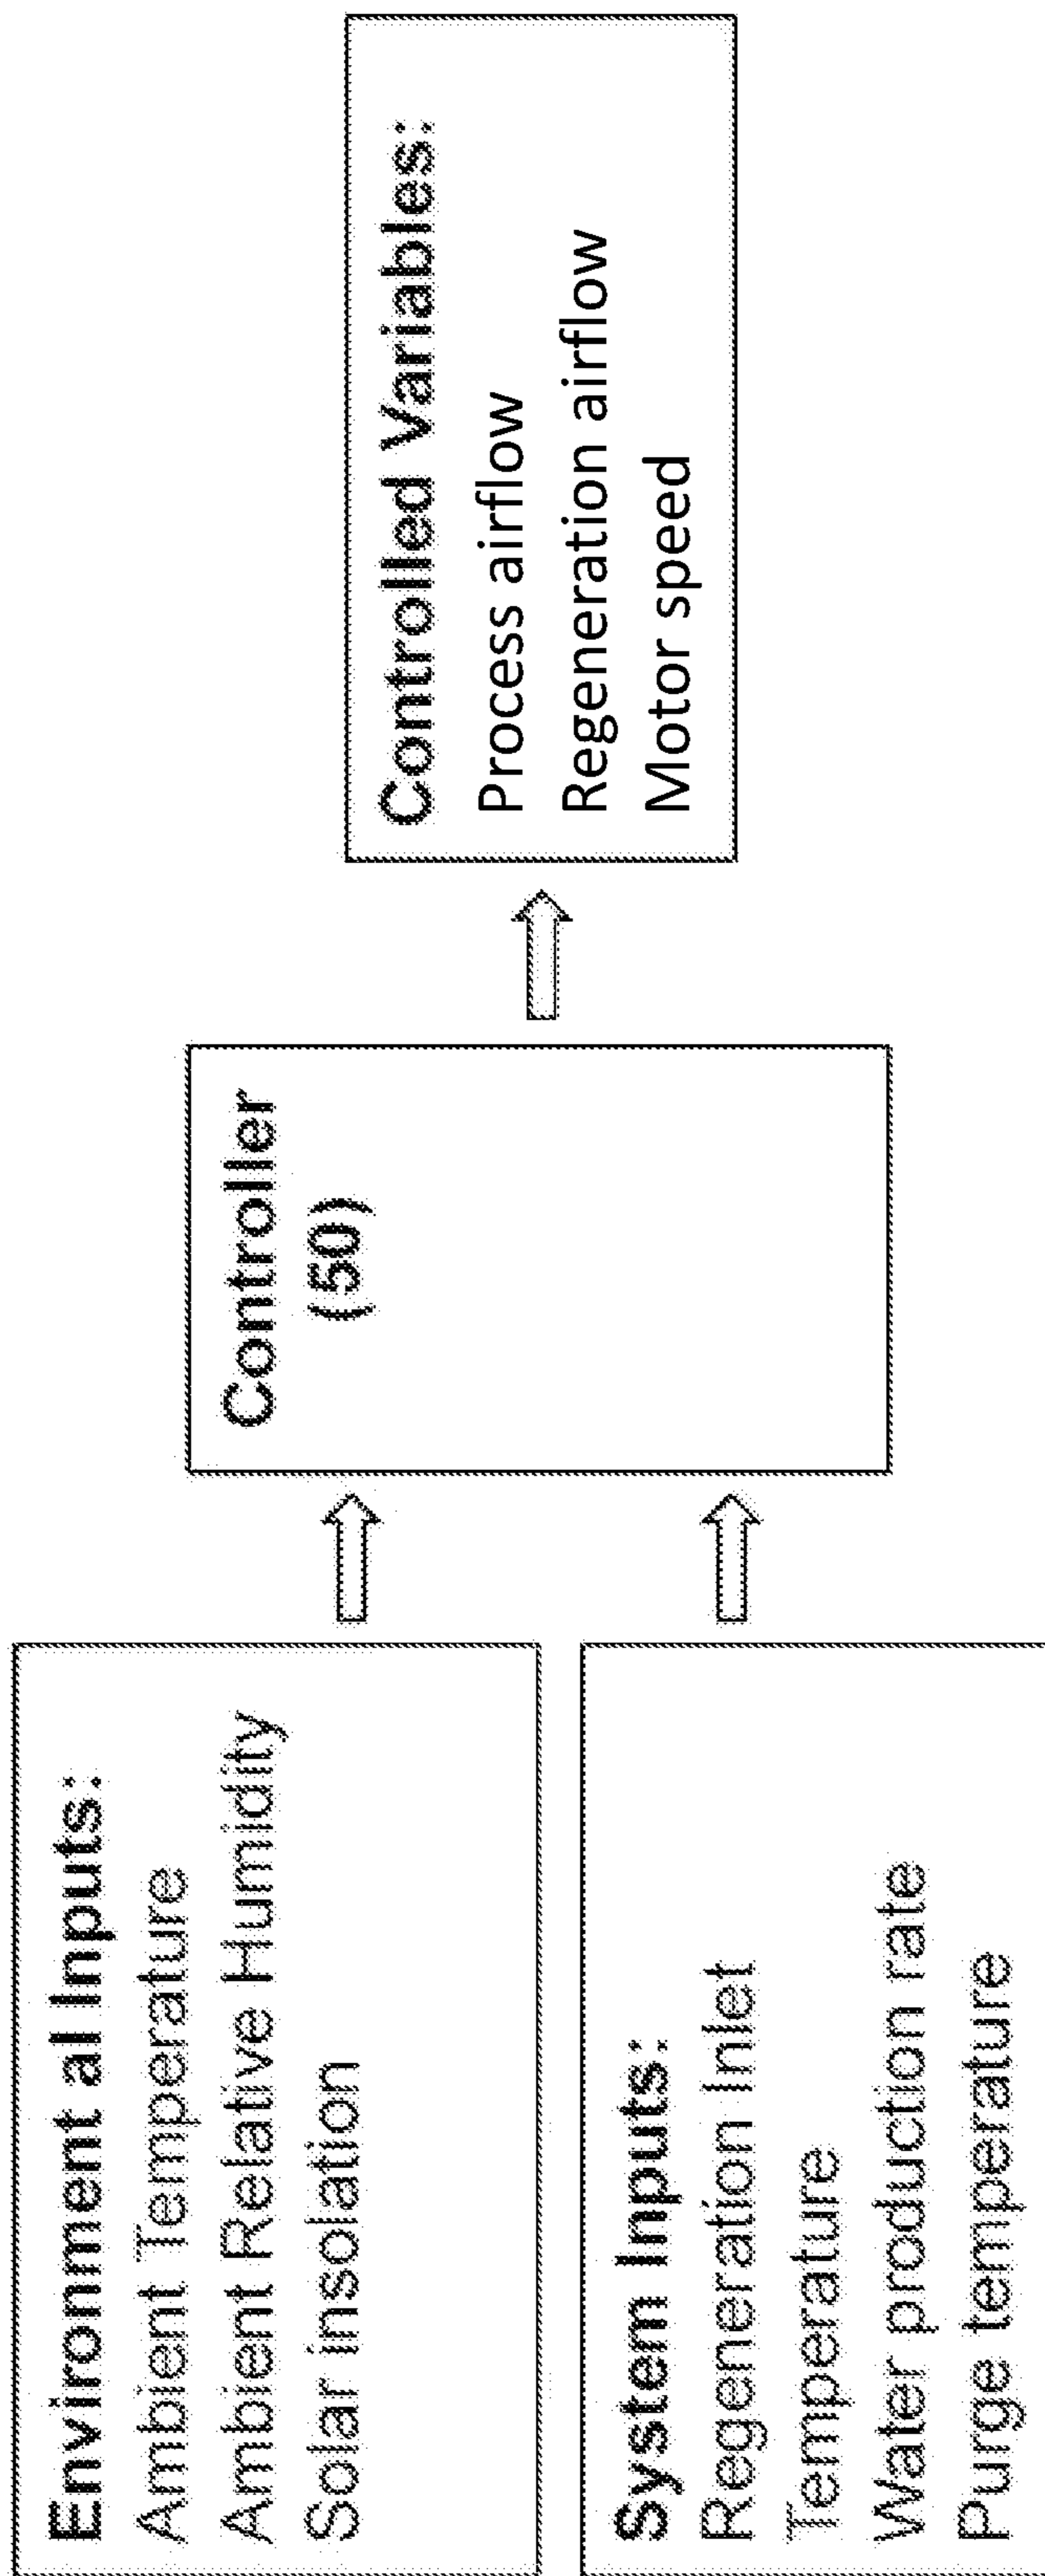 Environment al Inputs:
Ambient Temperature
Ambient Relative Humidity
Solar insolation
System Inputs:
Regeneration Inlet
Temperature
Water production rate
Purge temperature
Controller
(50)
Controlled Variables:
Process airflow
Regeneration airflow
Motor speed